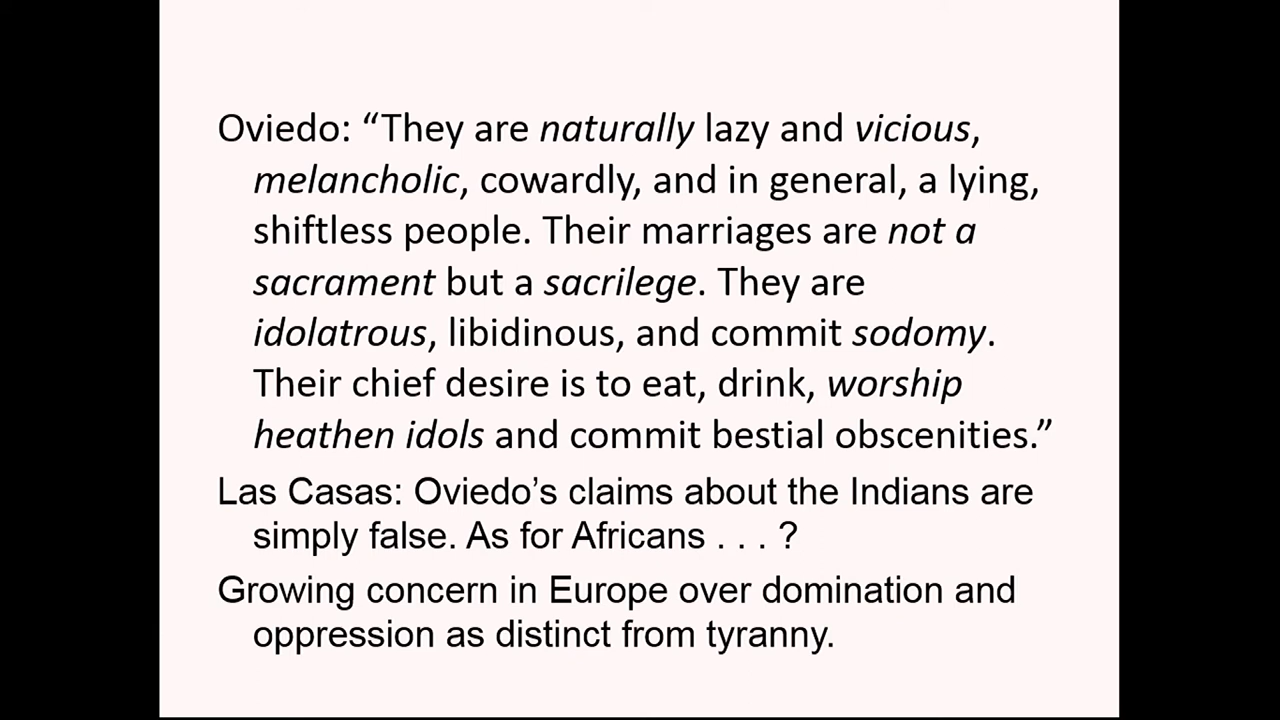 Oviedo: “They are naturally lazy and vicious,
melancholic, cowardly, and in general, a lying,
shiftless people. Their marriages are not a
sacrament but a sacrilege. They are
idolatrous, libidinous, and commit sodomy.
Their chief desire is to eat, drink, worship
heathen idols and commit bestial obscenities.”
Las Casas: Oviedo’s claims about the Indians are
simply false. As for Africans . . . ?
Growing concern in Europe over domination and
oppression as distinct from tyranny.